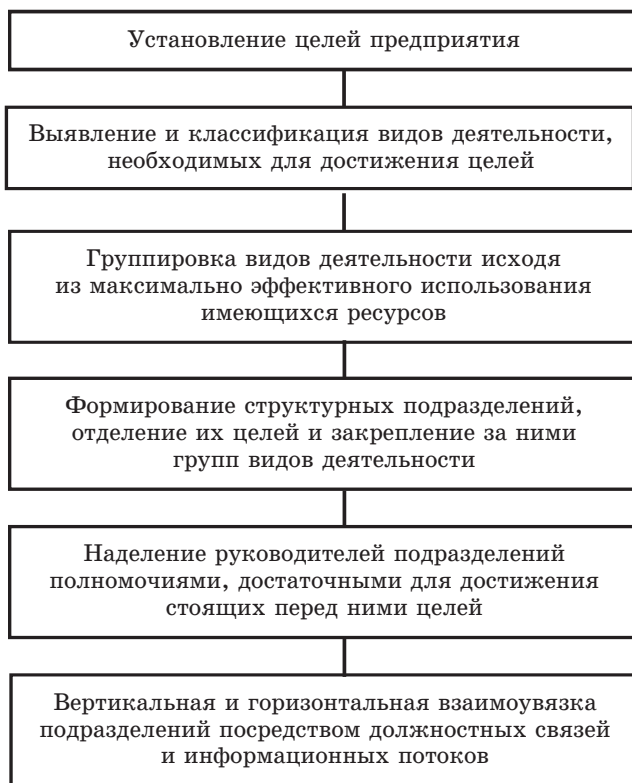 Установление целей предприятия
Выявление и классификация видов деятельности,
необходимых для достижения целей
Группировка видов деятельности исходя
из максимально эффективного использования
имеющихся ресурсов
Формирование структурных подразделений,
отделение их целей и закрепление за ними
групп видов деятельности
Наделение руководителей подразделений
полномочиями, достаточными для достижения
стоящих перед ними целей
Вертикальная и горизонтальная взаимоувязка
подразделений посредством должностных связей
и информационных потоков